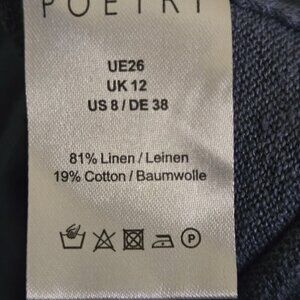 POETRY
UE26
UK 12
US 8 / DE 38
81% Linen / Leinen
19% Cotton / Baumwolle
P